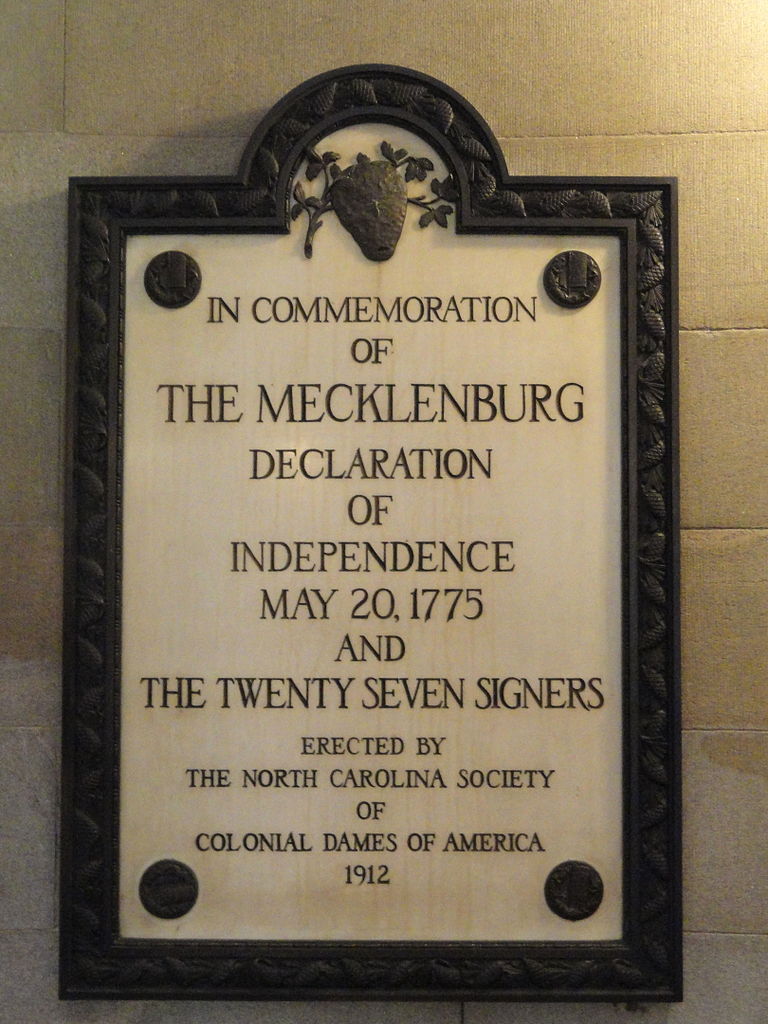 IN COMMEMORATION
OF
THE MECKLENBURG
DECLARATION
OF
INDEPENDENCE
MAY 20, 1775
AND
THE TWENTY SEVEN SIGNERS
ERECTED BY
THE NORTH CAROLINA SOCIETY
OF
COLONIAL DAMES OF AMERICA
1912